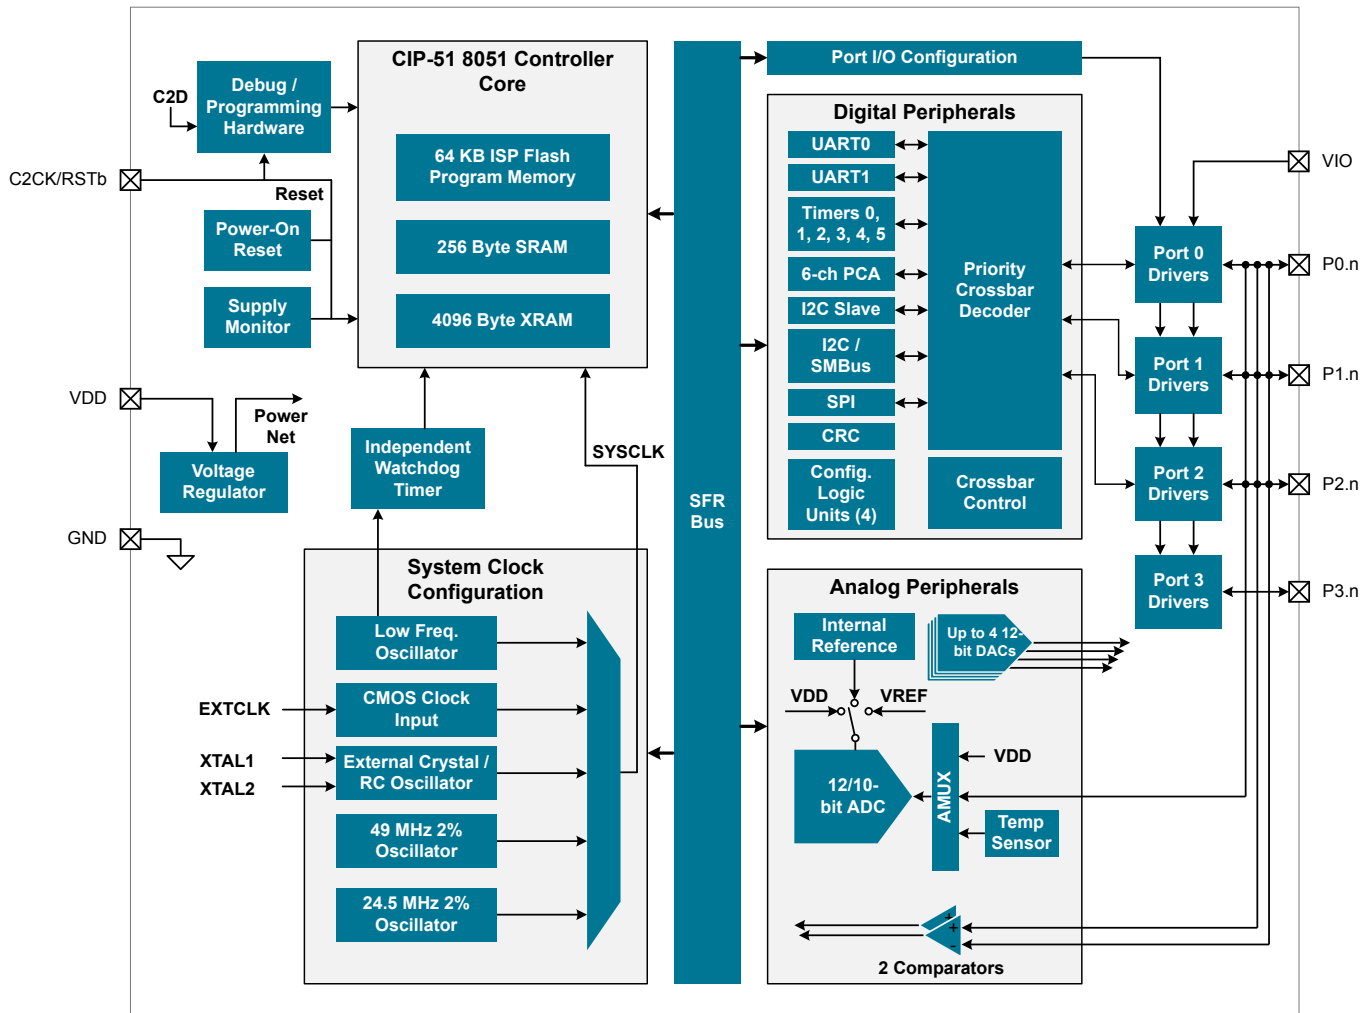 CIP-51 8051 Controller
Core
64 KB ISP Flash
Program Memory
256 Byte SRAM
4096 Byte XRAM
C2D
Debug /
Programming
Hardware
C2CK/RSTb
Reset
Power-On
Reset
Supply
Monitor
VDD
Power
Net
Voltage
Regulator
GND
Independent
Watchdog
Timer
SYSCLK
System Clock
Configuration
Low Freq.
Oscillator
EXTCLK
CMOS Clock
Input
XTAL1
XTAL2
External Crystal /
RC Oscillator
49 MHz 2%
Oscillator
24.5 MHz 2%
Oscillator
SFR
Bus
Port I/O Configuration
Digital Peripherals
UART0
UART1
Timers 0,
1, 2, 3, 4, 5
6-ch PCA
I2C Slave
I2C /
SMBus
SPI
CRC
Config.
Logic
Units (4)
Priority
Crossbar
Decoder
Crossbar
Control
Port 0
Drivers
Port 1
Drivers
Port 2
Drivers
Port 3
Drivers
VIO
P0.n
P1.n
P2.n
P3.n
Analog Peripherals
Internal
Reference
Up to 4 12-
bit DACs
VDD
VREF
12/10-
bit ADC
AMUX
VDD
Temp
Sensor
+
+
-
2 Comparators